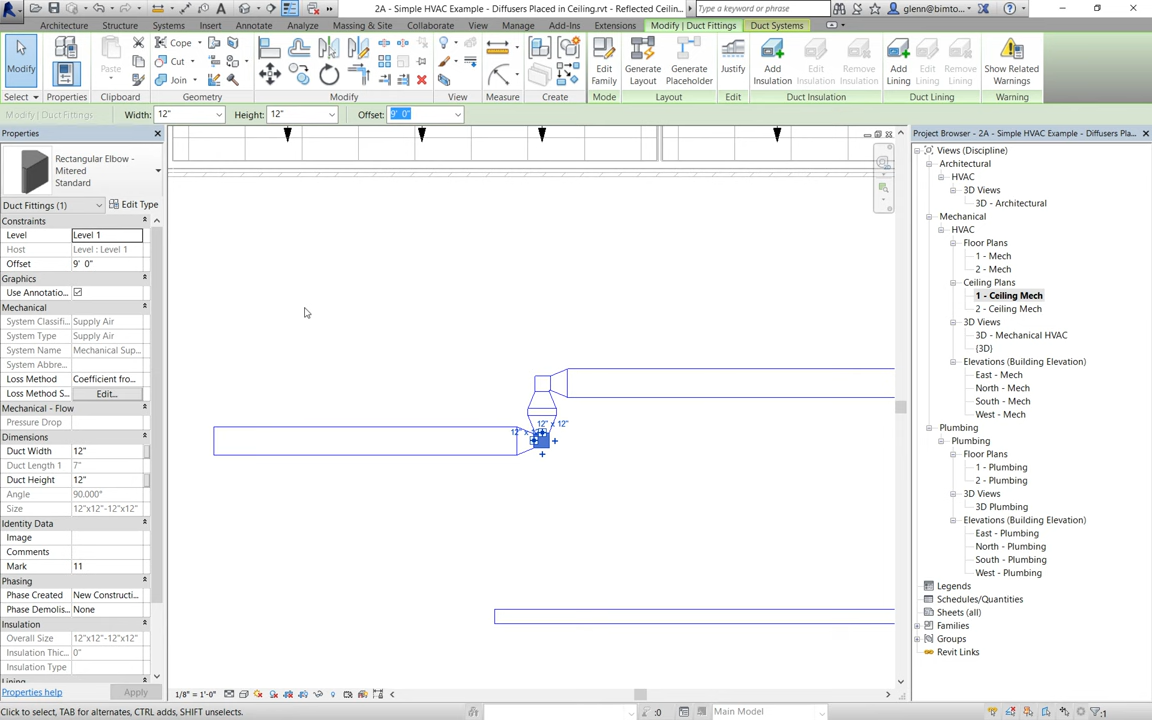 2A - Simple HVAC Example - Diffusers Placed in Ceiling.rvt - Reflected Ceilin...
Type a keyword or phrase
glenn@bimto...
Architecture Structure Systems Insert Annotate Analyze Massing & Site Collaborate View Manage Add-Ins Extensions Modify | Duct Fittings Duct Systems
Modify Paste Cope Cut Join Edit Family Generate Layout Generate Placeholder Justify Add Insulation Edit Insulation Remove Insulation Add Lining Edit Lining Remove Lining Show Related Warnings
Select Properties Clipboard Geometry Modify View Measure Create Mode Layout Edit Duct Insulation Duct Lining Warning
Modify | Duct Fittings Width: 12" Height: 12" Offset: 9' 0"
Properties
Rectangular Elbow -
Mitered
Standard
Duct Fittings (1) Edit Type
Constraints
Level Level 1
Host Level : Level 1
Offset 9' 0"
Graphics
Use Annotatio...
Mechanical
System Classifi... Supply Air
System Type Supply Air
System Name Mechanical Sup...
System Abbre...
Loss Method Coefficient fro...
Loss Method S... Edit...
Mechanical - Flow
Pressure Drop
Dimensions
Duct Width 12"
Duct Length 1 7"
Duct Height 12"
Angle 90.000°
Size 12"x12"-12"x12"
Identity Data
Image
Comments
Mark 11
Phasing
Phase Created New Constructi...
Phase Demolis... None
Insulation
Overall Size 12"x12"-12"x12"
Insulation Thic... 0"
Insulation Type
Lining
Properties help Apply
12" x 12"
12" x
1/8" = 1'-0"
Click to select, TAB for alternates, CTRL adds, SHIFT unselects.
:0
Main Model
:1
Project Browser - 2A - Simple HVAC Example - Diffusers Pla...
Views (Discipline)
Architectural
HVAC
3D Views
3D - Architectural
Mechanical
HVAC
Floor Plans
1 - Mech
2 - Mech
Ceiling Plans
1 - Ceiling Mech
2 - Ceiling Mech
3D Views
3D - Mechanical HVAC
{3D}
Elevations (Building Elevation)
East - Mech
North - Mech
South - Mech
West - Mech
Plumbing
Plumbing
Floor Plans
1 - Plumbing
2 - Plumbing
3D Views
3D Plumbing
Elevations (Building Elevation)
East - Plumbing
North - Plumbing
South - Plumbing
West - Plumbing
Legends
Schedules/Quantities
Sheets (all)
Families
Groups
Revit Links